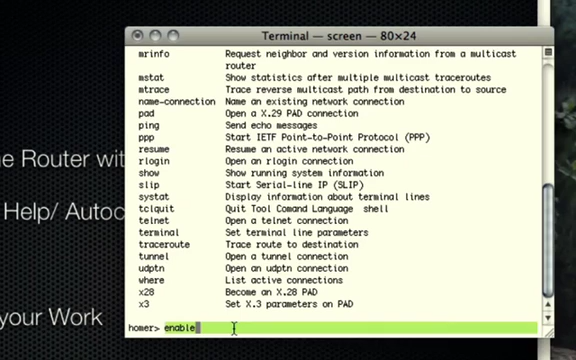 Terminal — screen — 80×24
mrinfo Request neighbor and version information from a multicast
router
mstat Show statistics after multiple multicast traceroutes
mtrace Trace reverse multicast path from destination to source
name-connection Name an existing network connection
pad Open a X.29 PAD connection
ping Send echo messages
ppp Start IETF Point-to-Point Protocol (PPP)
resume Resume an active network connection
rlogin Open an rlogin connection
show Show running system information
slip Start Serial-line IP (SLIP)
systat Display information about terminal lines
tclquit Quit Tool Comand Language shell
telnet Open a telnet connection
terminal Set terminal line parameters
traceroute Trace route to destination
tunnel Open a tunnel connection
udptn Open an udptn connection
where List active connections
x28 Become an X.28 PAD
x3 Set X.3 parameters on PAD
homer> enable
e Router wit
Help/ Autoc
your Work